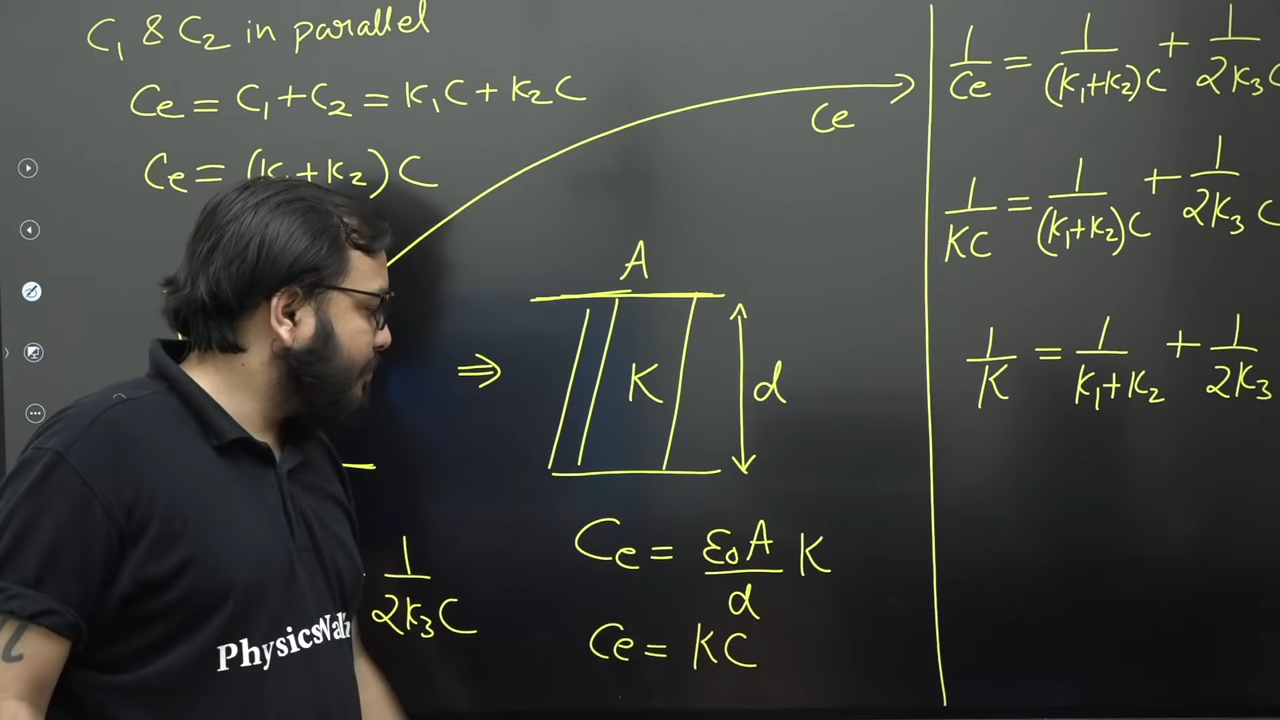 C₁ & C₂ in parallel
Ce = C₁ + C₂ = K₁C + K₂C
Ce = (K₁ + K₂) C
Ce
A
⇒
K
d
Ce = ε₀A/d K
Ce = KC
1/2K₃C
1/Ce = 1/(K₁+K₂)C + 1/2K₃C
1/KC = 1/(K₁+K₂)C + 1/2K₃C
1/K = 1/K₁+K₂ + 1/2K₃
PhysicsWalla